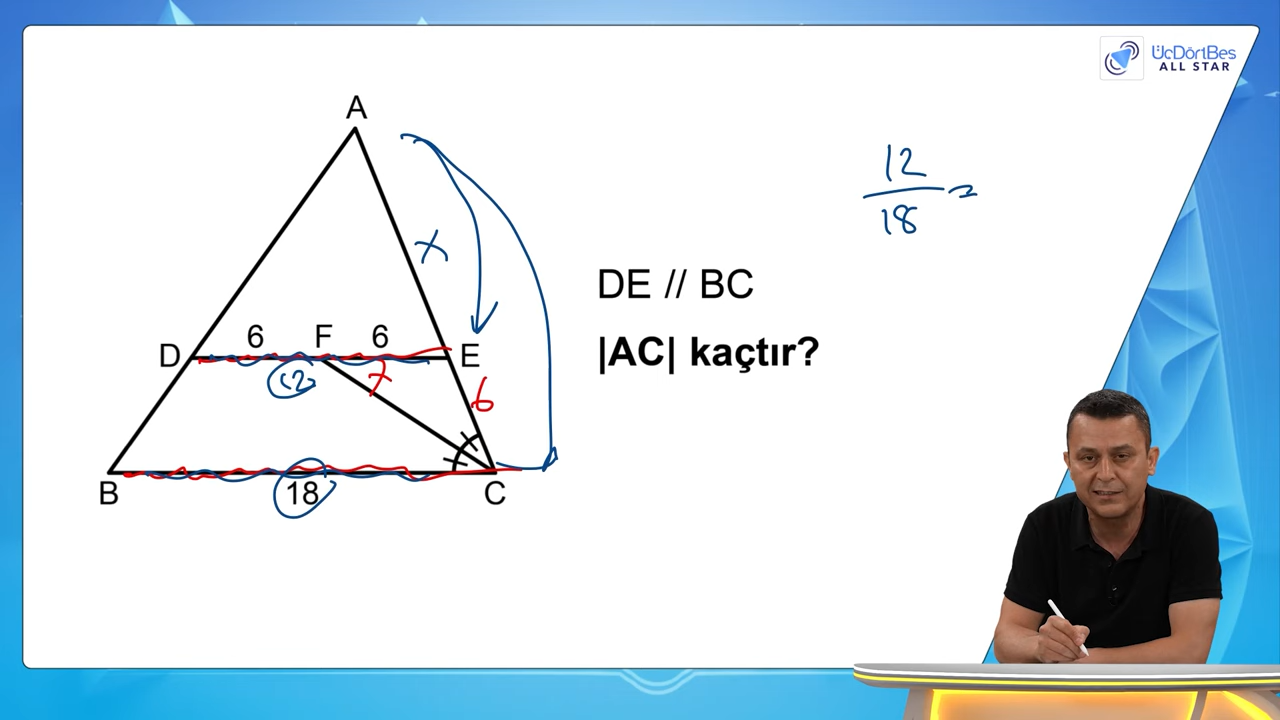 ÜçDörtBeş
ALL STAR
A
12
18
=
x
DE // BC
6 F 6
D E
|AC| kaçtır?
12
7
6
B 18 C